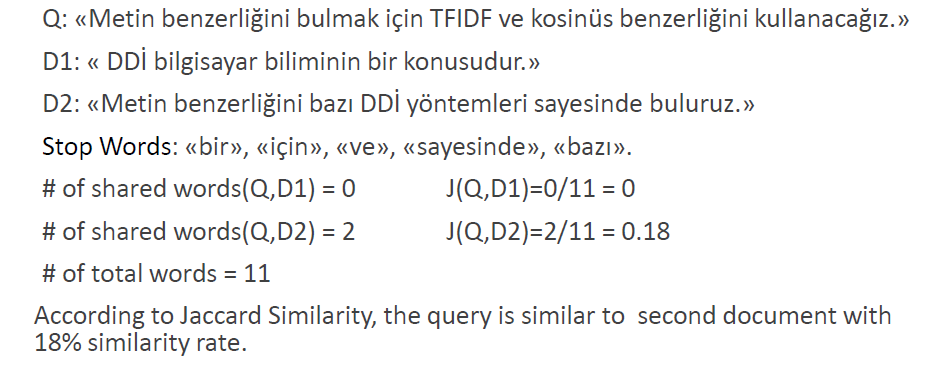 Q: «Metin benzerliğini bulmak için TFIDF ve kosinüs benzerliğini kullanacağız.»
D1: « DDİ bilgisayar biliminin bir konusudur.»
D2: «Metin benzerliğini bazı DDİ yöntemleri sayesinde buluruz.»
Stop Words: «bir», «için», «ve», «sayesinde», «bazı».
# of shared words(Q,D1) = 0 J(Q,D1)=0/11 = 0
# of shared words(Q,D2) = 2 J(Q,D2)=2/11 = 0.18
# of total words = 11
According to Jaccard Similarity, the query is similar to second document with
18% similarity rate.